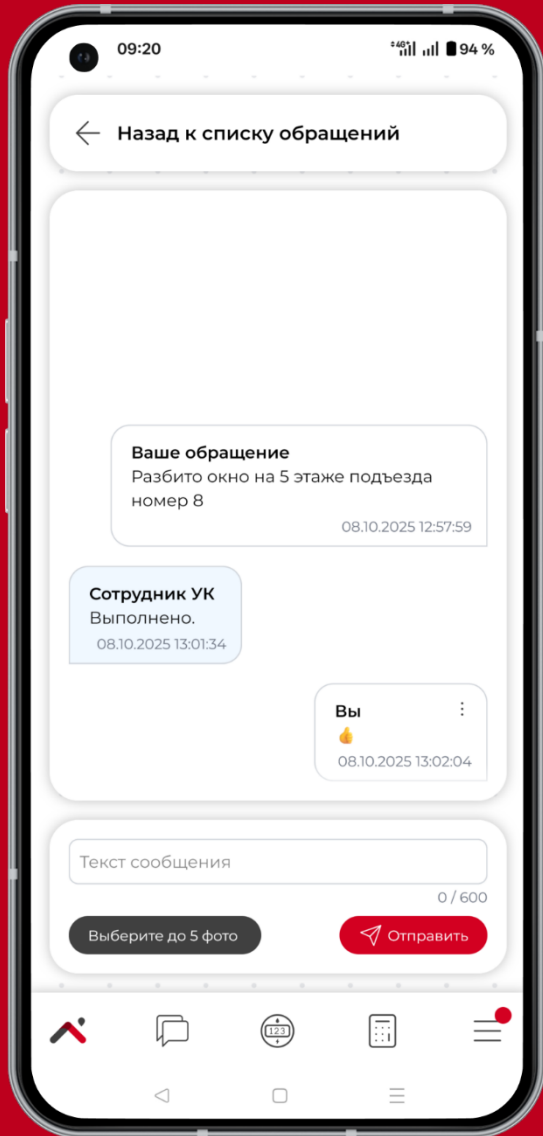 09:20
94 %
Назад к списку обращений
Ваше обращение
Разбито окно на 5 этаже подъезда
номер 8
08.10.2025 12:57:59
Сотрудник УК
Выполнено.
08.10.2025 13:01:34
Вы
👍
08.10.2025 13:02:04
Текст сообщения
0 / 600
Выберите до 5 фото
Отправить
123